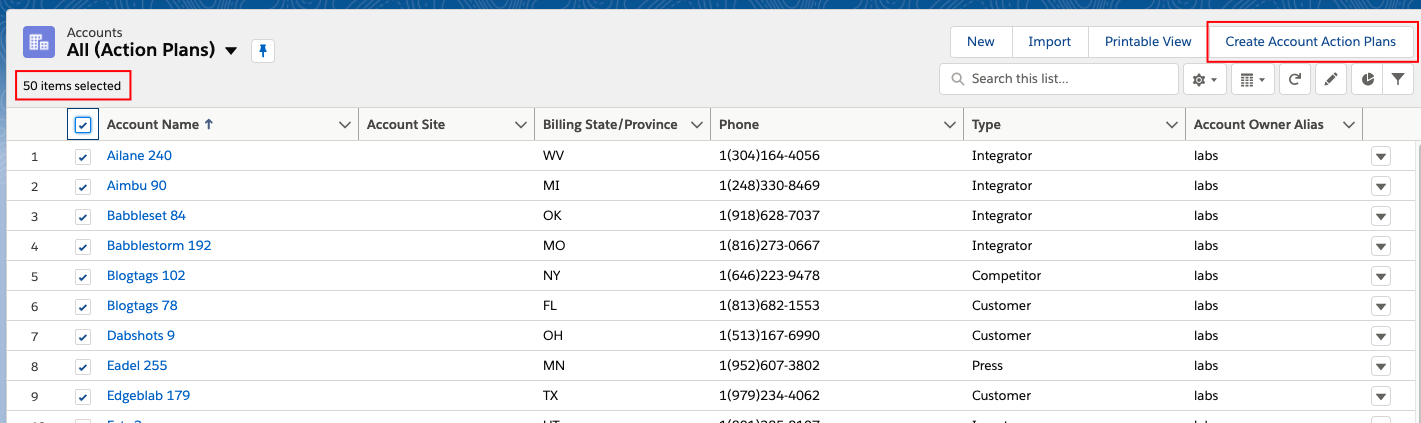 Accounts
All (Action Plans)
New Import Printable View Create Account Action Plans
50 items selected
Search this list...
Account Name Account Site Billing State/Province Phone Type Account Owner Alias
1 Ailane 240 WV 1(304)164-4056 Integrator labs
2 Aimbu 90 MI 1(248)330-8469 Integrator labs
3 Babbleset 84 OK 1(918)628-7037 Integrator labs
4 Babblestorm 192 MO 1(816)273-0667 Integrator labs
5 Blogtags 102 NY 1(646)223-9478 Competitor labs
6 Blogtags 78 FL 1(813)682-1553 Customer labs
7 Dabshots 9 OH 1(513)167-6990 Customer labs
8 Eadel 255 MN 1(952)607-3802 Press labs
9 Edgeblab 179 TX 1(979)234-4062 Customer labs